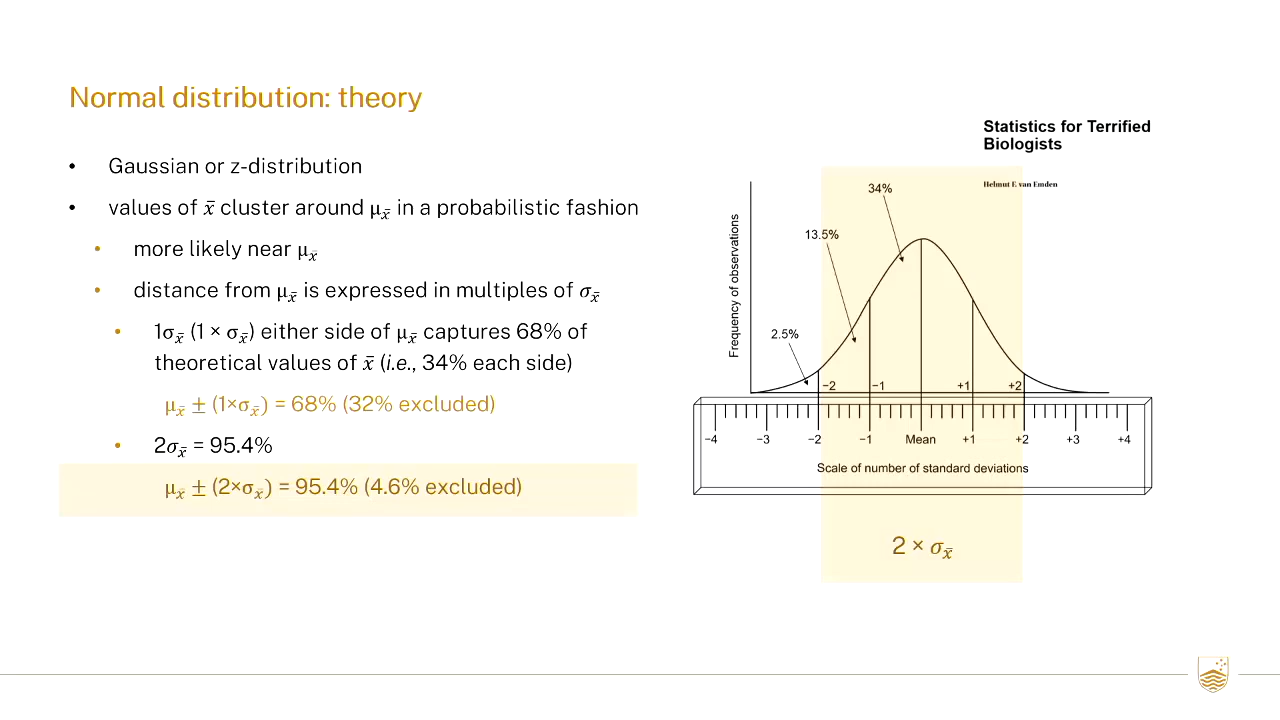 Normal distribution: theory
• Gaussian or z-distribution
• values of x̄ cluster around μx̄ in a probabilistic fashion
• more likely near μx̄
• distance from μx̄ is expressed in multiples of σx̄
• 1σx̄ (1 × σx̄) either side of μx̄ captures 68% of
theoretical values of x̄ (i.e., 34% each side)
μx̄ ± (1×σx̄) = 68% (32% excluded)
• 2σx̄ = 95.4%
μx̄ ± (2×σx̄) = 95.4% (4.6% excluded)
Statistics for Terrified
Biologists
Helmut F. van Emden
34%
13.5%
2.5%
Frequency of observations
−2 −1 +1 +2
−4 −3 −2 −1 Mean +1 +2 +3 +4
Scale of number of standard deviations
2 × σx̄